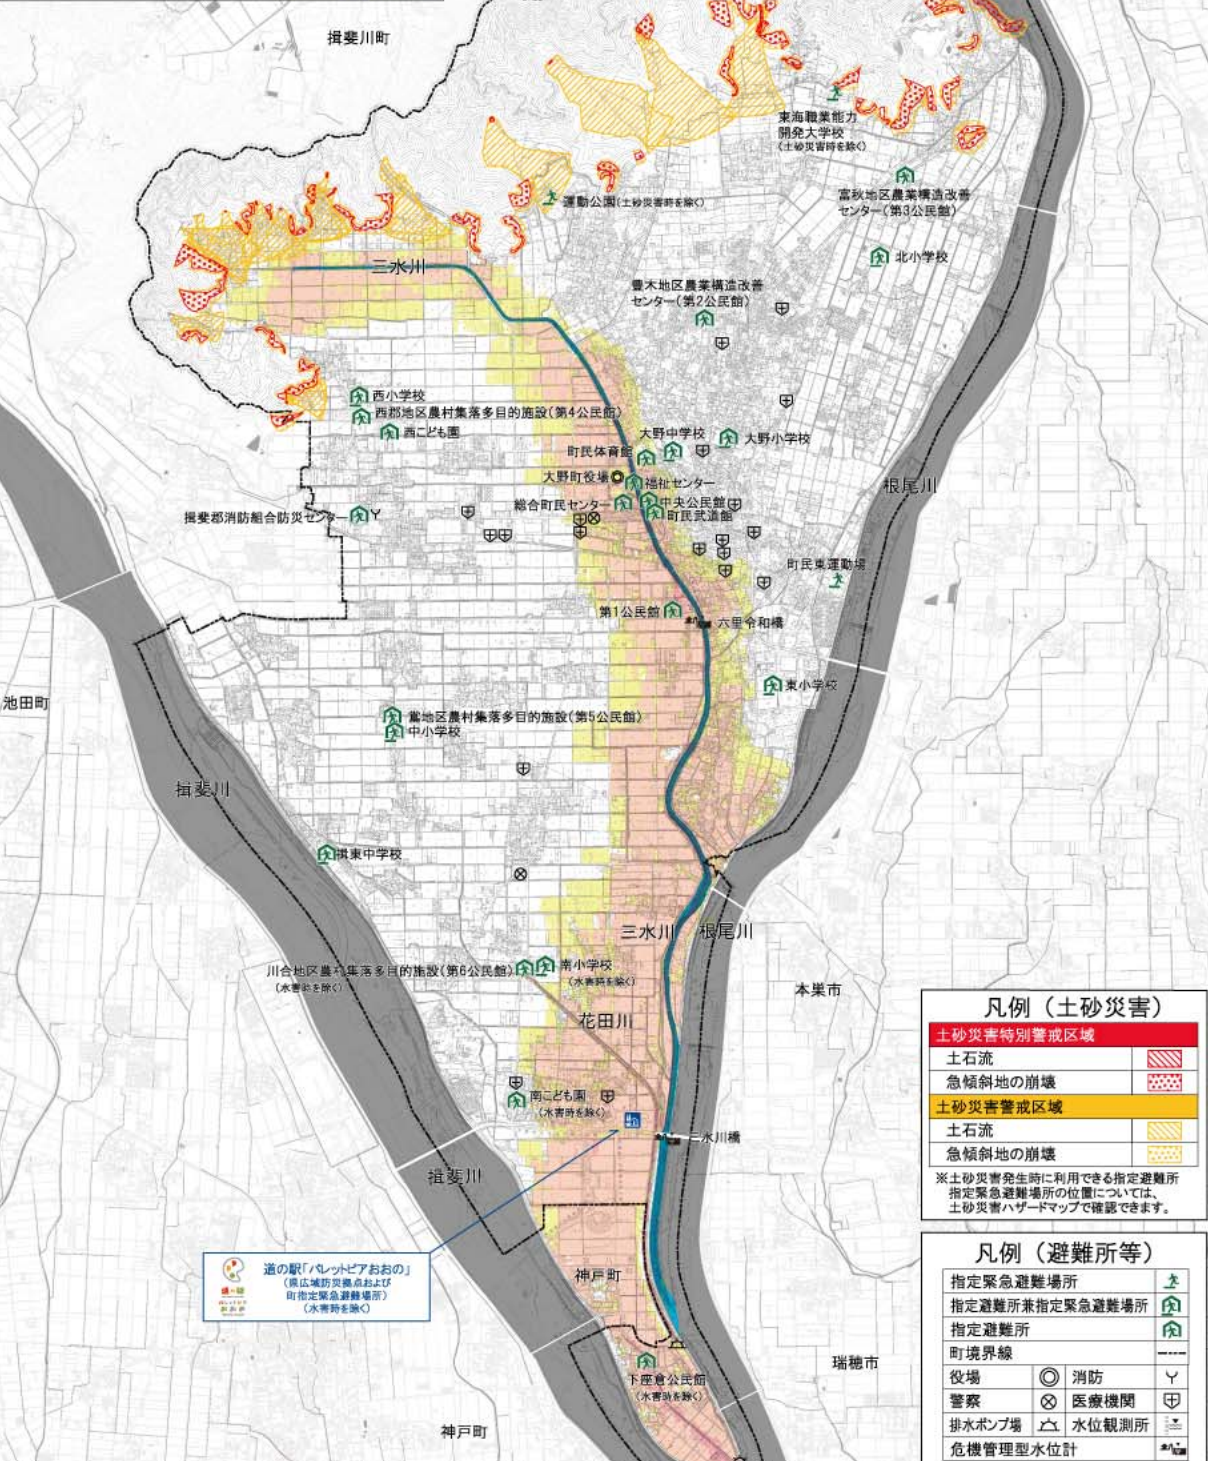 揖斐川町
東海職業能力
開発大学校
(土砂災害時を除く)
富秋地区農業構造改善
センター(第3公民館)
運動公園(土砂災害時を除く)
北小学校
三水川
豊木地区農業構造改善
センター(第2公民館)
西小学校
西郡地区農村集落多目的施設(第4公民館)
西こども園
大野中学校
大野小学校
町民体育館
大野町役場
福祉センター
根尾川
総合町民センター
中央公民館
町民武道館
揖斐郡消防組合防災センター
町民東運動場
第1公民館
六里令和橋
東小学校
池田町
鶯地区農村集落多目的施設(第5公民館)
中小学校
揖斐川
揖東中学校
三水川
根尾川
川合地区農村集落多目的施設(第6公民館)
(水害時を除く)
南小学校
(水害時を除く)
本巣市
花田川
南こども園
(水害時を除く)
三水川橋
揖斐川
道の駅「パレットピアおおの」
(県広域防災拠点および
町指定緊急避難場所)
(水害時を除く)
神戸町
瑞穂市
下座倉公民館
(水害時を除く)
神戸町
凡例(土砂災害)
土砂災害特別警戒区域
土石流
急傾斜地の崩壊
土砂災害警戒区域
土石流
急傾斜地の崩壊
※土砂災害発生時に利用できる指定避難所
指定緊急避難場所の位置については、
土砂災害ハザードマップで確認できます。
凡例(避難所等)
指定緊急避難場所
指定避難所兼指定緊急避難場所
指定避難所
町境界線
役場 消防
警察 医療機関
排水ポンプ場 水位観測所
危機管理型水位計